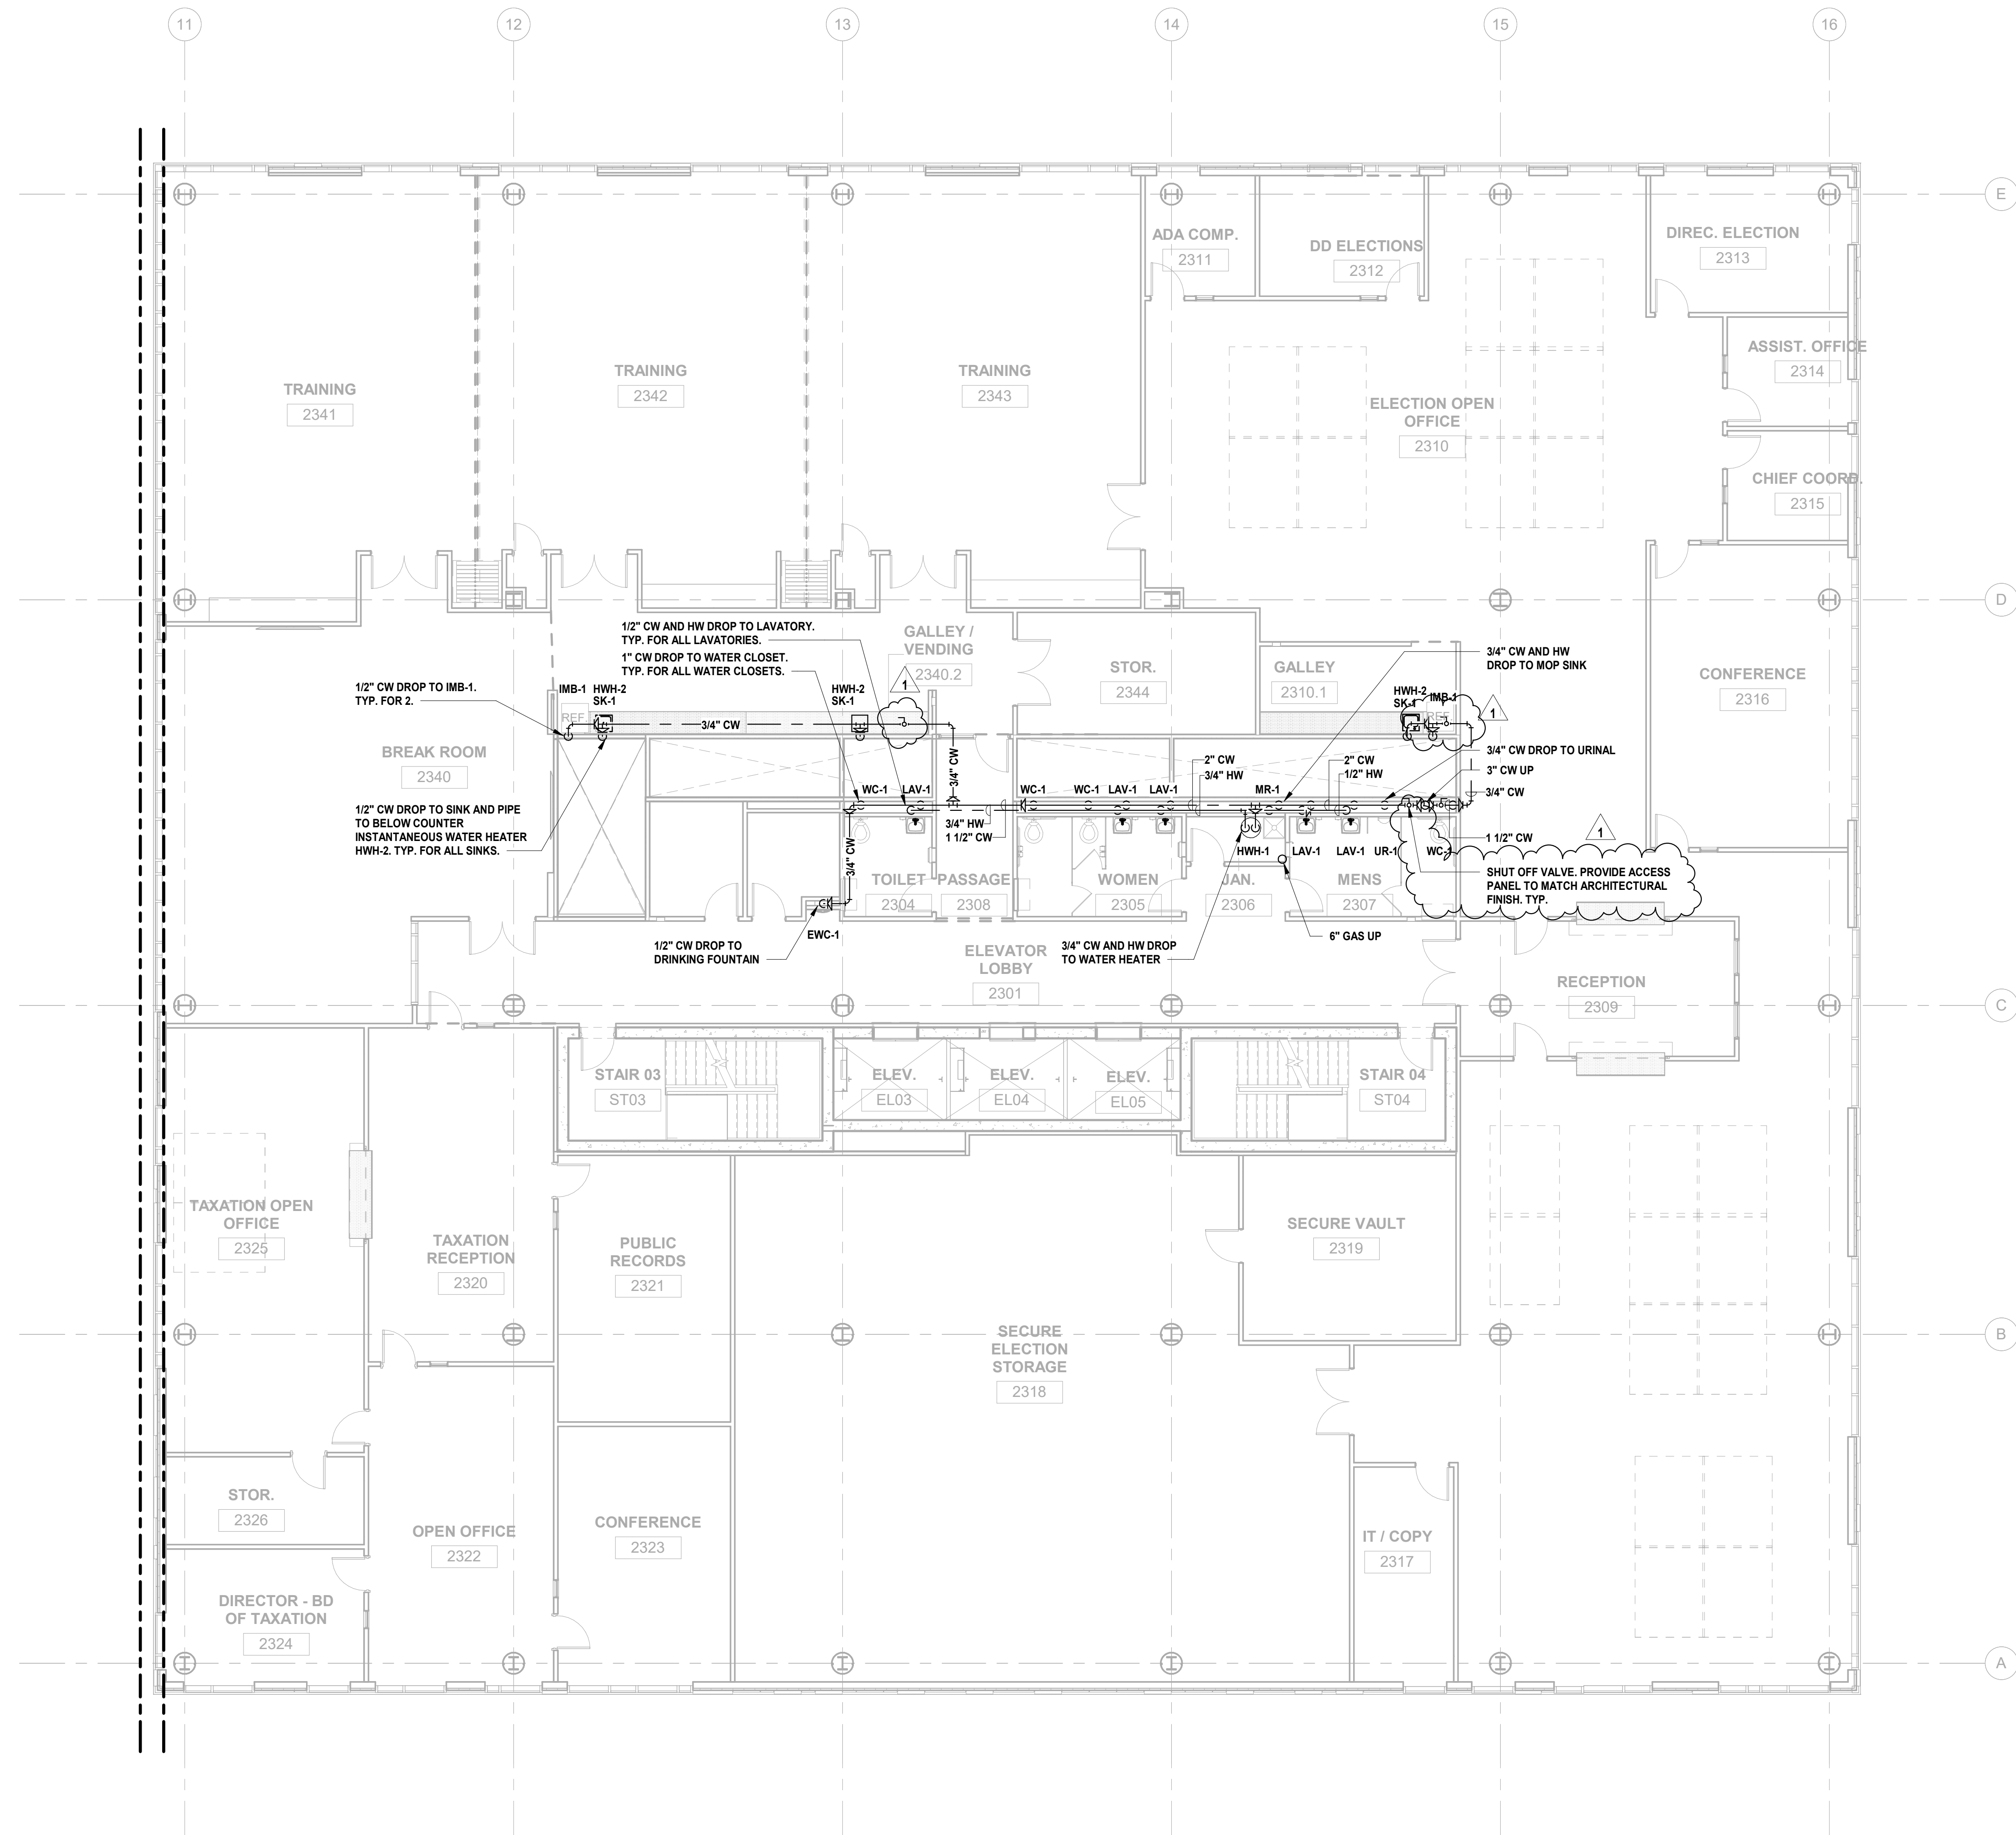 11
12
13
14
15
16
E
ADA COMP.
2311
DD ELECTIONS
2312
DIREC. ELECTION
2313
ASSIST. OFFICE
2314
TRAINING
2341
TRAINING
2342
TRAINING
2343
ELECTION OPEN
OFFICE
2310
CHIEF COORD.
2315
D
1/2" CW AND HW DROP TO LAVATORY.
TYP. FOR ALL LAVATORIES.
1" CW DROP TO WATER CLOSET.
TYP. FOR ALL WATER CLOSETS.
GALLEY /
VENDING
2340.2
1
STOR.
2344
GALLEY
2310.1
3/4" CW AND HW
DROP TO MOP SINK
CONFERENCE
2316
1/2" CW DROP TO IMB-1.
TYP. FOR 2.
IMB-1
HWH-2
SK-1
REF.
3/4" CW
HWH-2
SK-1
HWH-2
SK-1
IMB-1
REF.
1
BREAK ROOM
2340
3/4" CW
2" CW
3/4" HW
2" CW
1/2" HW
3/4" CW DROP TO URINAL
3" CW UP
3/4" CW
WC-1
LAV-1
WC-1
WC-1
LAV-1
LAV-1
MR-1
1/2" CW DROP TO SINK AND PIPE
TO BELOW COUNTER
INSTANTANEOUS WATER HEATER
HWH-2. TYP. FOR ALL SINKS.
3/4" CW
3/4" HW
1 1/2" CW
HWH-1
LAV-1
LAV-1
UR-1
WC-1
1 1/2" CW
1
SHUT OFF VALVE. PROVIDE ACCESS
PANEL TO MATCH ARCHITECTURAL
FINISH. TYP.
TOILET
2304
PASSAGE
2308
WOMEN
2305
JAN.
2306
MENS
2307
EWC-1
1/2" CW DROP TO
DRINKING FOUNTAIN
ELEVATOR
LOBBY
2301
3/4" CW AND HW DROP
TO WATER HEATER
6" GAS UP
RECEPTION
2309
C
STAIR 03
ST03
ELEV.
EL03
ELEV.
EL04
ELEV.
EL05
STAIR 04
ST04
TAXATION OPEN
OFFICE
2325
TAXATION
RECEPTION
2320
PUBLIC
RECORDS
2321
SECURE VAULT
2319
SECURE
ELECTION
STORAGE
2318
B
STOR.
2326
OPEN OFFICE
2322
CONFERENCE
2323
IT / COPY
2317
DIRECTOR - BD
OF TAXATION
2324
A